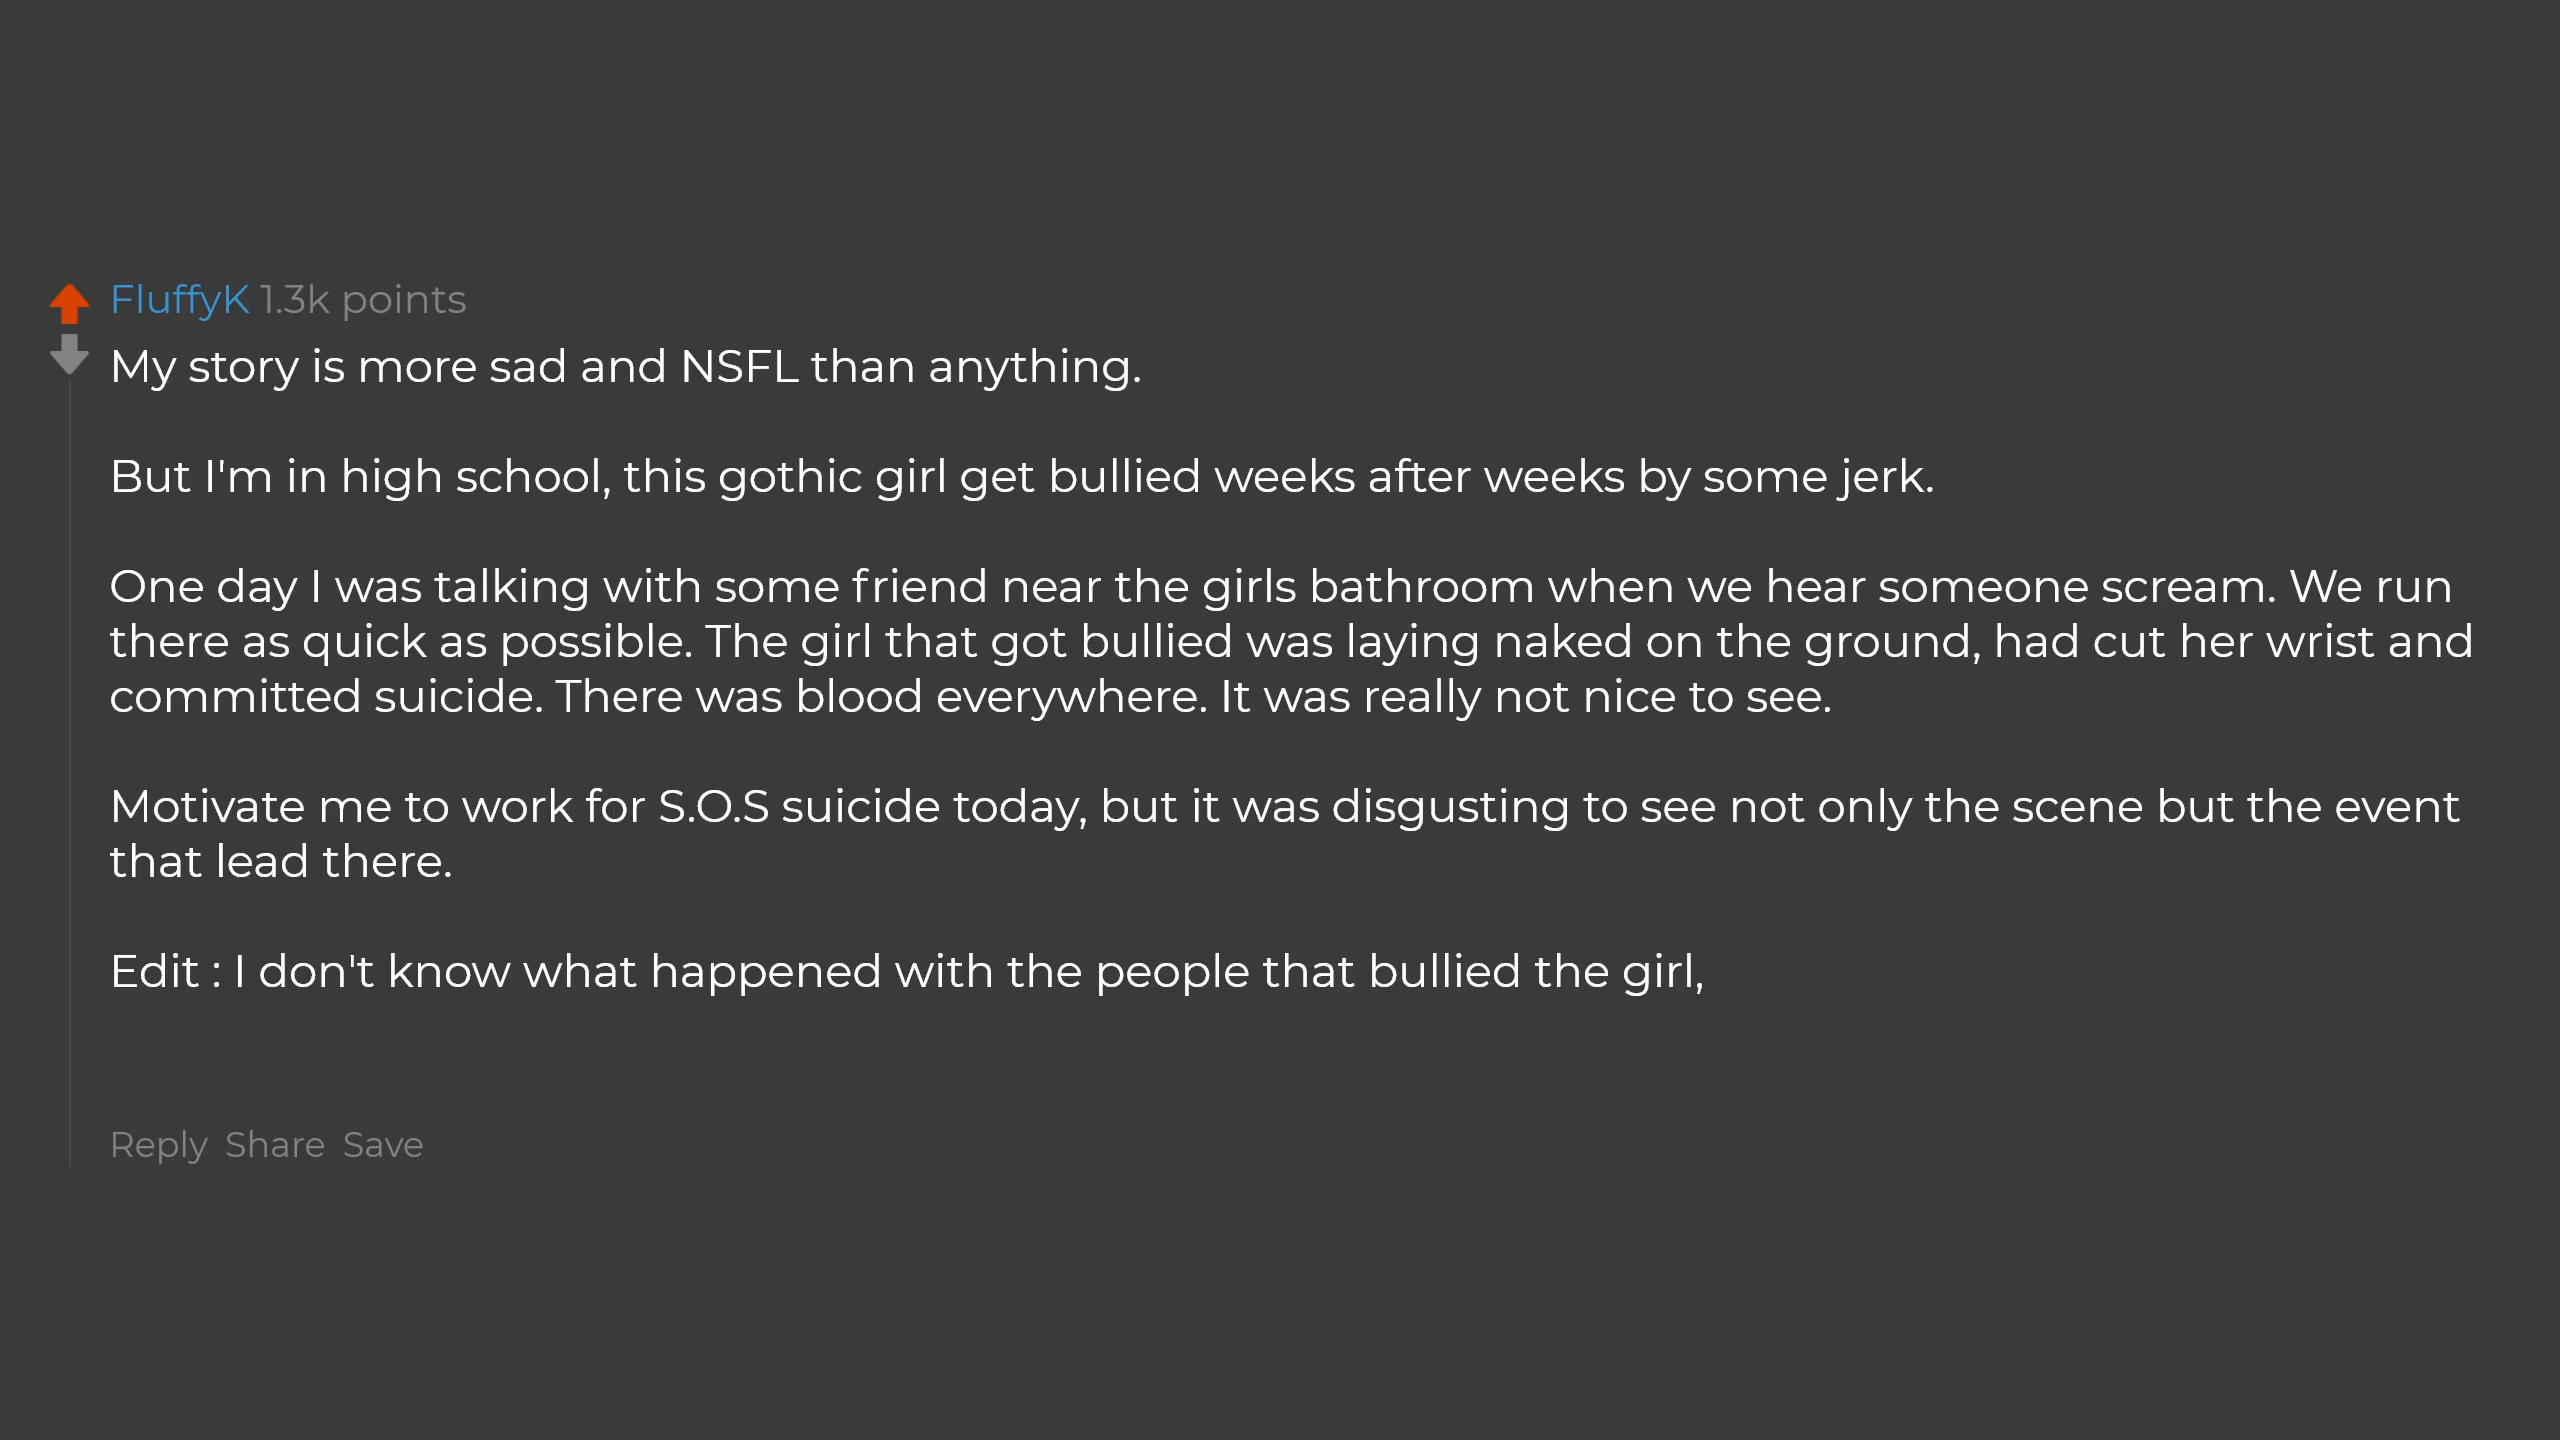 FluffyK 1.3k points
My story is more sad and NSFL than anything.
But I'm in high school, this gothic girl get bullied weeks after weeks by some jerk.
One day I was talking with some friend near the girls bathroom when we hear someone scream. We run
there as quick as possible. The girl that got bullied was laying naked on the ground, had cut her wrist and
committed suicide. There was blood everywhere. It was really not nice to see.
Motivate me to work for S.O.S suicide today, but it was disgusting to see not only the scene but the event
that lead there.
Edit : I don't know what happened with the people that bullied the girl,
Reply Share Save